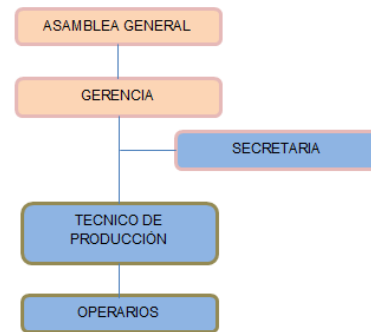 ASAMBLEA GENERAL
GERENCIA
SECRETARIA
TECNICO DE
PRODUCCIÓN
OPERARIOS